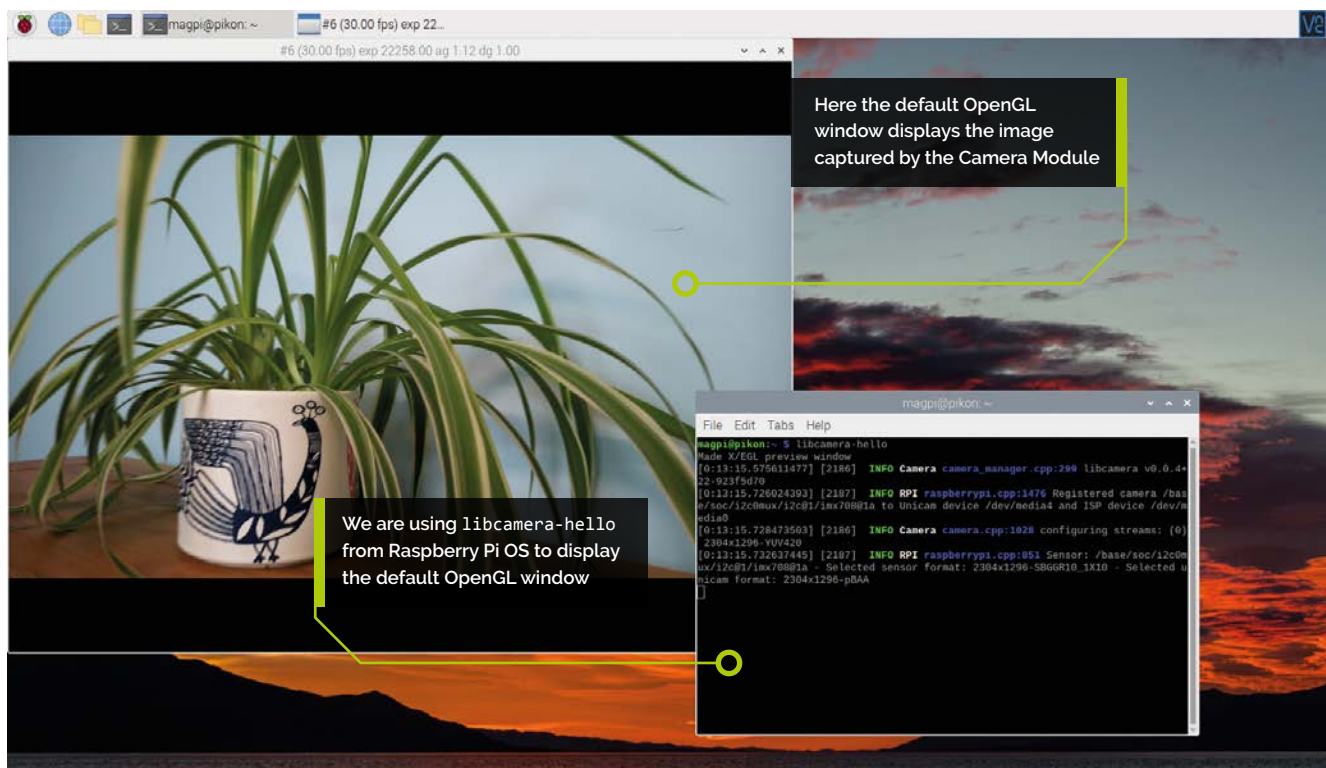 magpi@pikon: ~
#6 (30.00 fps) exp 22...
#6 (30.00 fps) exp 22258.00 ag 1.12 dg 1.00
Here the default OpenGL
window displays the image
captured by the Camera Module
magpi@pikon: ~
File Edit Tabs Help
magpi@pikon:~ $ libcamera-hello
Made X/EGL preview window
[0:13:15.575611477] [2186] INFO Camera camera_manager.cpp:299 libcamera v0.0.4+
22-923f5d70
[0:13:15.726024393] [2187] INFO RPI raspberrypi.cpp:1476 Registered camera /bas
e/soc/i2c0mux/i2c@1/imx708@1a to Unicam device /dev/media4 and ISP device /dev/m
edia0
[0:13:15.728473503] [2186] INFO Camera camera.cpp:1028 configuring streams: (0)
2304x1296-YUV420
[0:13:15.732637445] [2187] INFO RPI raspberrypi.cpp:851 Sensor: /base/soc/i2c0m
ux/i2c@1/imx708@1a - Selected sensor format: 2304x1296-SBGGR10_1X10 - Selected u
nicam format: 2304x1296-pBAA
We are using libcamera-hello
from Raspberry Pi OS to display
the default OpenGL window